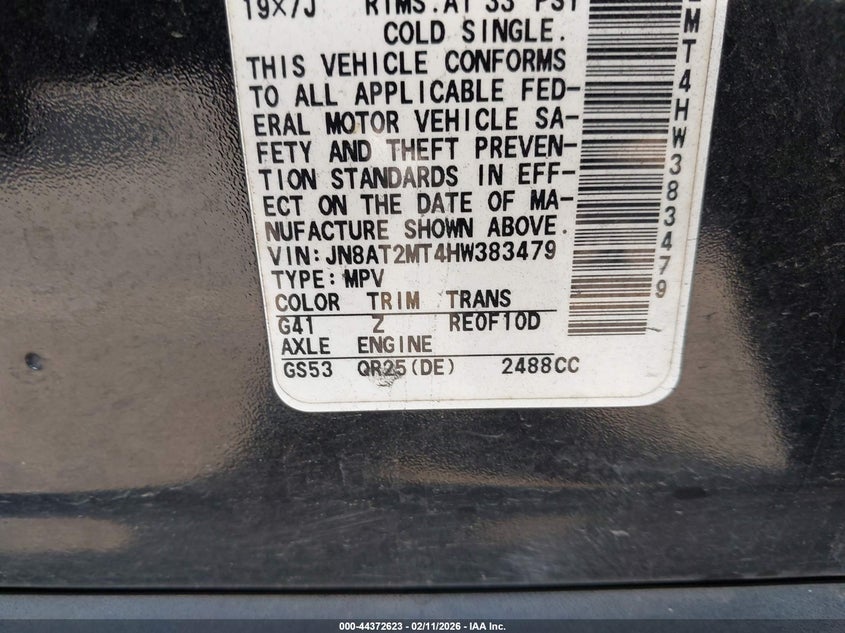 19×7J RIMS.AT 33 PSI
COLD SINGLE.
THIS VEHICLE CONFORMS
TO ALL APPLICABLE FED-
ERAL MOTOR VEHICLE SA-
FETY AND THEFT PREVEN-
TION STANDARDS IN EFF-
ECT ON THE DATE OF MA-
NUFACTURE SHOWN ABOVE.
VIN:JN8AT2MT4HW383479
TYPE:MPV
COLOR TRIM TRANS
G41 Z RE0F10D
AXLE ENGINE
GS53 QR25(DE) 2488CC
MT4HW383479
000-44372623 / 02/11/2026 - IAA Inc.